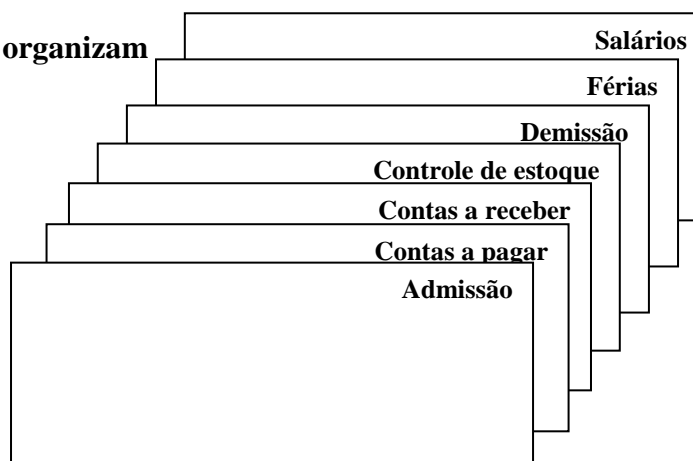 organizam
Salários
Férias
Demissão
Controle de estoque
Contas a receber
Contas a pagar
Admissão